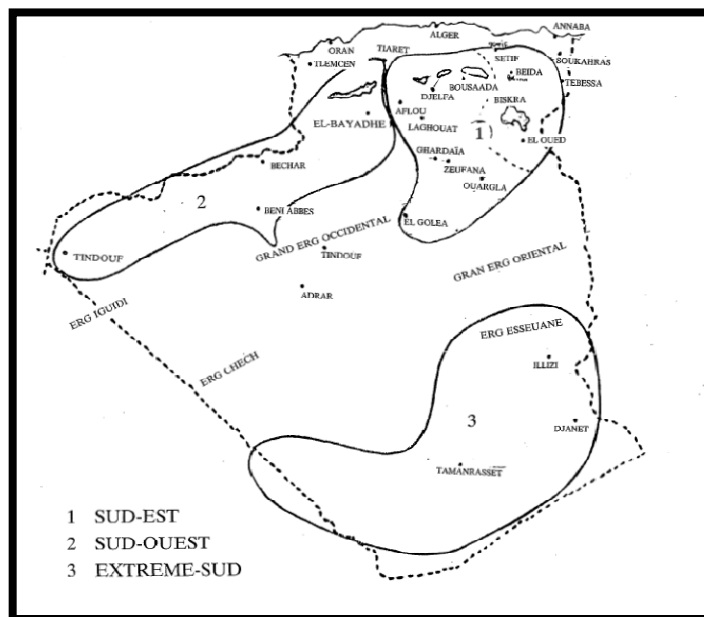 ANNABA
ALGER
ORAN
TIARET
SETIF
SOUKAHRAS
TLEMCEN
BEIDA
TEBESSA
BOUSAADA
DJELFA
BISKRA
AFLOU
EL-BAYADHE
LAGHOUAT
1
EL OUED
GHARDAÏA
BECHAR
ZEUFANA
OUARGLA
2
BENI ABBES
EL GOLEA
GRAND ERG OCCIDENTAL
TINDOUF
TINDOUF
GRAN ERG ORIENTAL
ADRAR
ERG IGUIDI
ERG ESSEUANE
ERG CHECH
ILLIZI
3
DJANET
TAMANRASSET
1 SUD-EST
2 SUD-OUEST
3 EXTREME-SUD